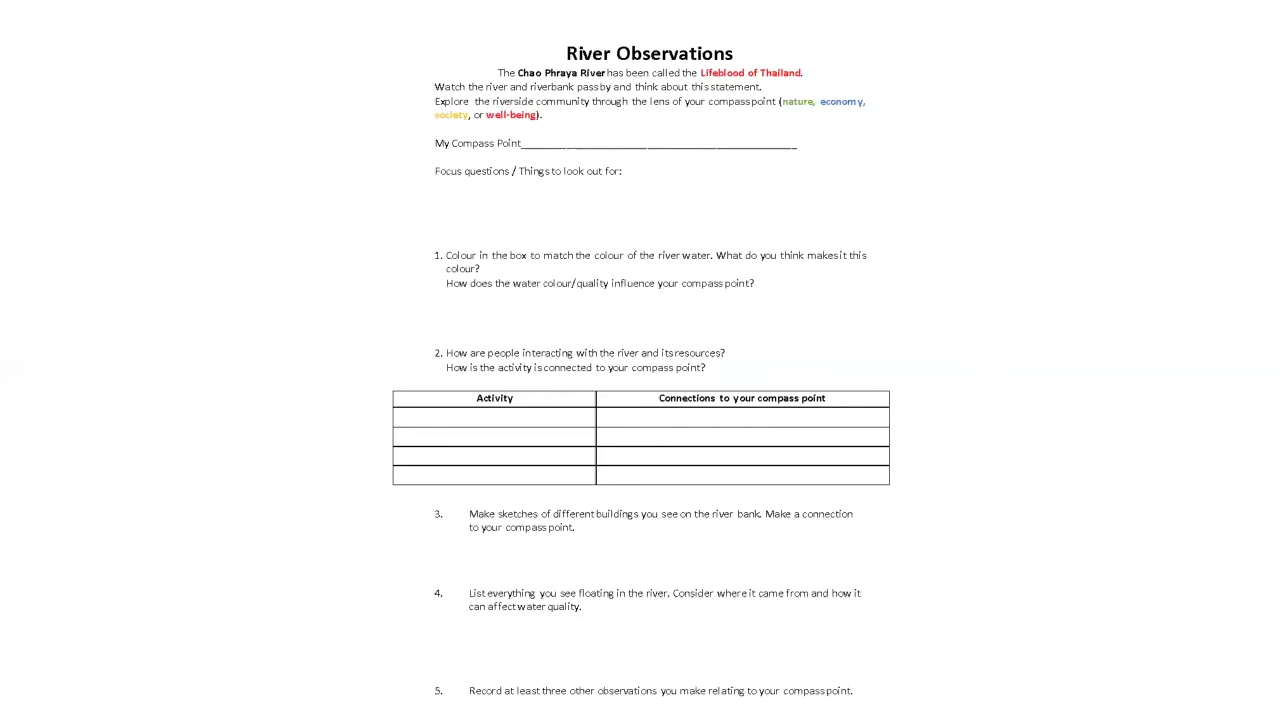 River Observations
The Chao Phraya River has been called the Lifeblood of Thailand.
Watch the river and riverbank pass by and think about this statement.
Explore the riverside community through the lens of your compass point (nature, economy,
society, or well-being).
My Compass Point______________________________________________
Focus questions / Things to look out for:
1. Colour in the box to match the colour of the river water. What do you think makes it this
colour?
How does the water colour/quality influence your compass point?
2. How are people interacting with the river and its resources?
How is the activity is connected to your compass point?
Activity Connections to your compass point
3. Make sketches of different buildings you see on the river bank. Make a connection
to your compass point.
4. List everything you see floating in the river. Consider where it came from and how it
can affect water quality.
5. Record at least three other observations you make relating to your compass point.